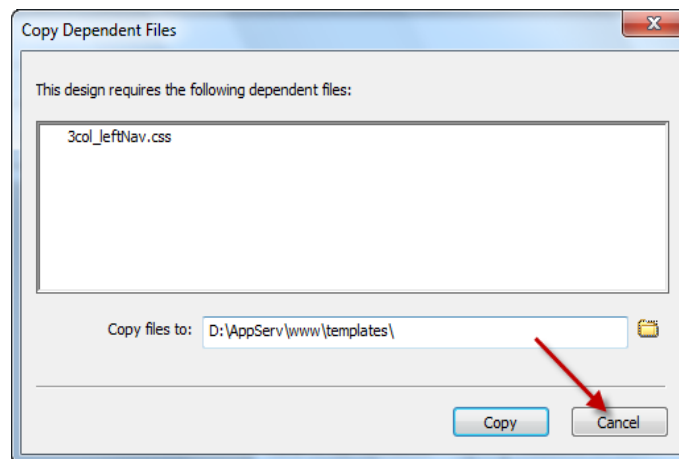 Copy Dependent Files
This design requires the following dependent files:
3col_leftNav.css
Copy files to: D:\AppServ\www\templates\
Copy Cancel